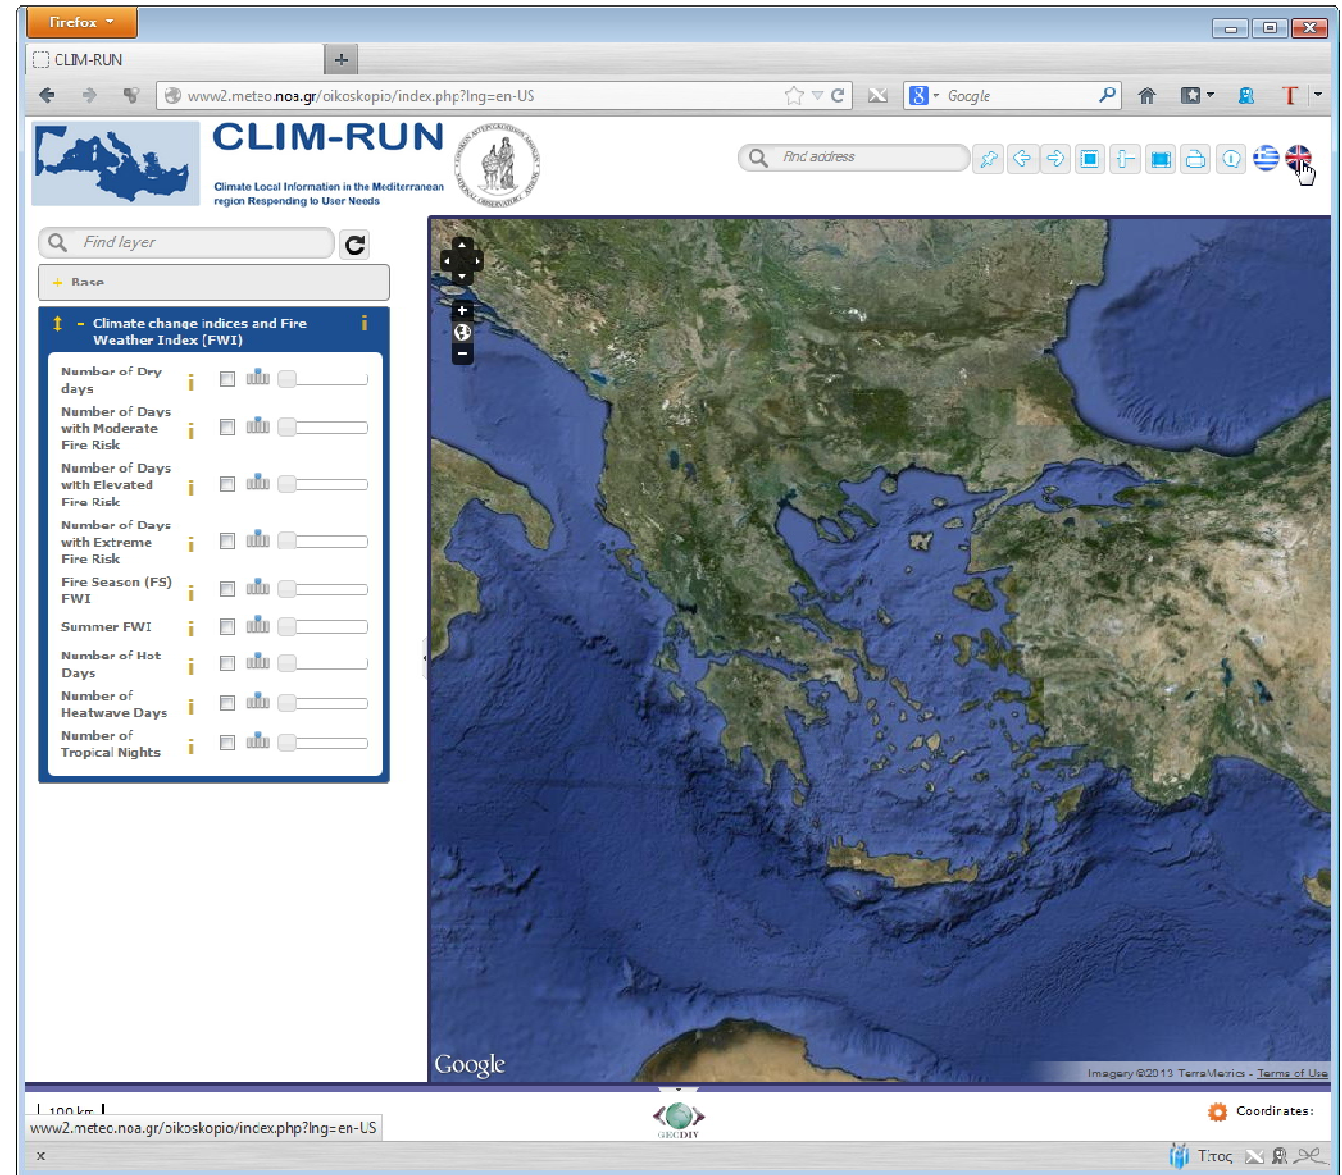 Firefox
CLIM-RUN
www2.meteo.noa.gr/oikoskopio/index.php?lng=en-US
Google
CLIM-RUN
Climate Local Information in the Mediterranean
region Responding to User Needs
Find address
Find layer
+ Base
- Climate change indices and Fire
Weather Index (FWI)
Number of Dry
days
Number of Days
with Moderate
Fire Risk
Number of Days
with Elevated
Fire Risk
Number of Days
with Extreme
Fire Risk
Fire Season (FS)
FWI
Summer FWI
Number of Hot
Days
Number of
Heatwave Days
Number of
Tropical Nights
Google
Imagery ©2013 TerraMetrics - Terms of Use
100 km
GEODIV
Coordinates:
www2.meteo.noa.gr/oikoskopio/index.php?lng=en-US
x
Τίτος